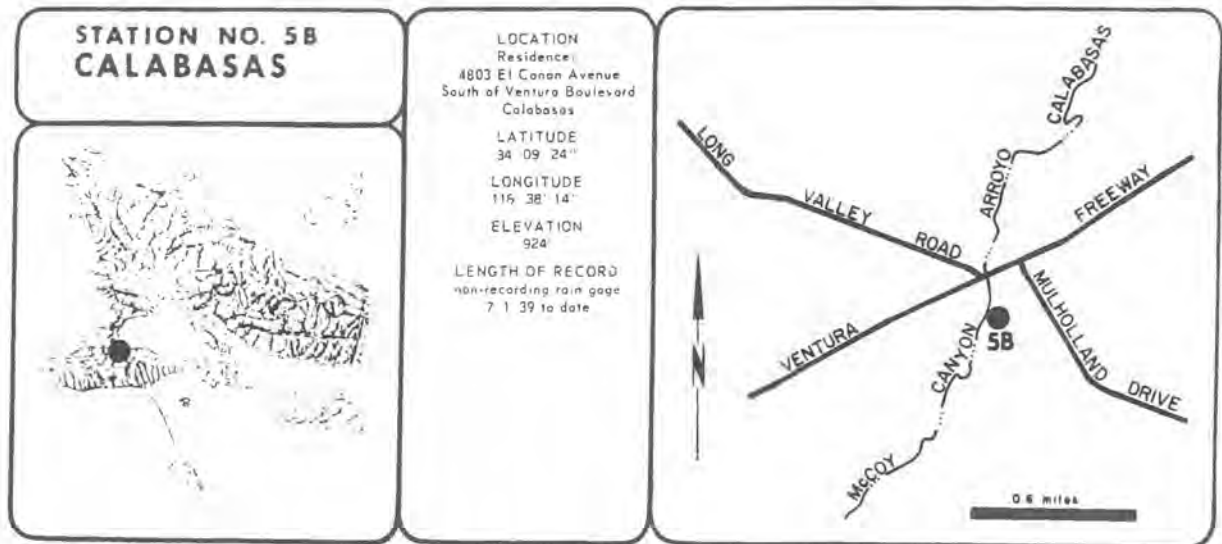 STATION NO. 5B
CALABASAS
LOCATION
Residence:
4803 El Canon Avenue
South of Ventura Boulevard
Calabasas
LATITUDE
34 09 24"
LONGITUDE
116 38' 14"
ELEVATION
924'
LENGTH OF RECORD
non-recording rain gage
7 1 39 to date
LONG VALLEY ROAD
ARROYO CALABASAS
VENTURA FREEWAY
MULHOLLAND DRIVE
McCOY CANYON
5B
N
0.6 miles